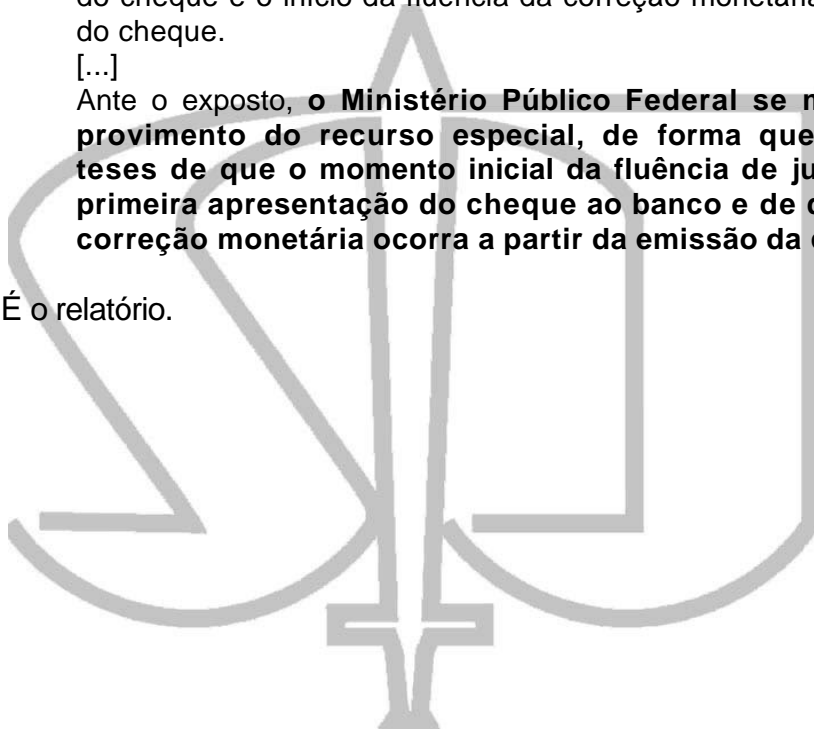 do cheque e o início da fluência da correção monetária
do cheque.
[...]
Ante o exposto, o Ministério Público Federal se
provimento do recurso especial, de forma que
teses de que o momento inicial da fluência de
primeira apresentação do cheque ao banco e de
correção monetária ocorra a partir da emissão da
É o relatório.